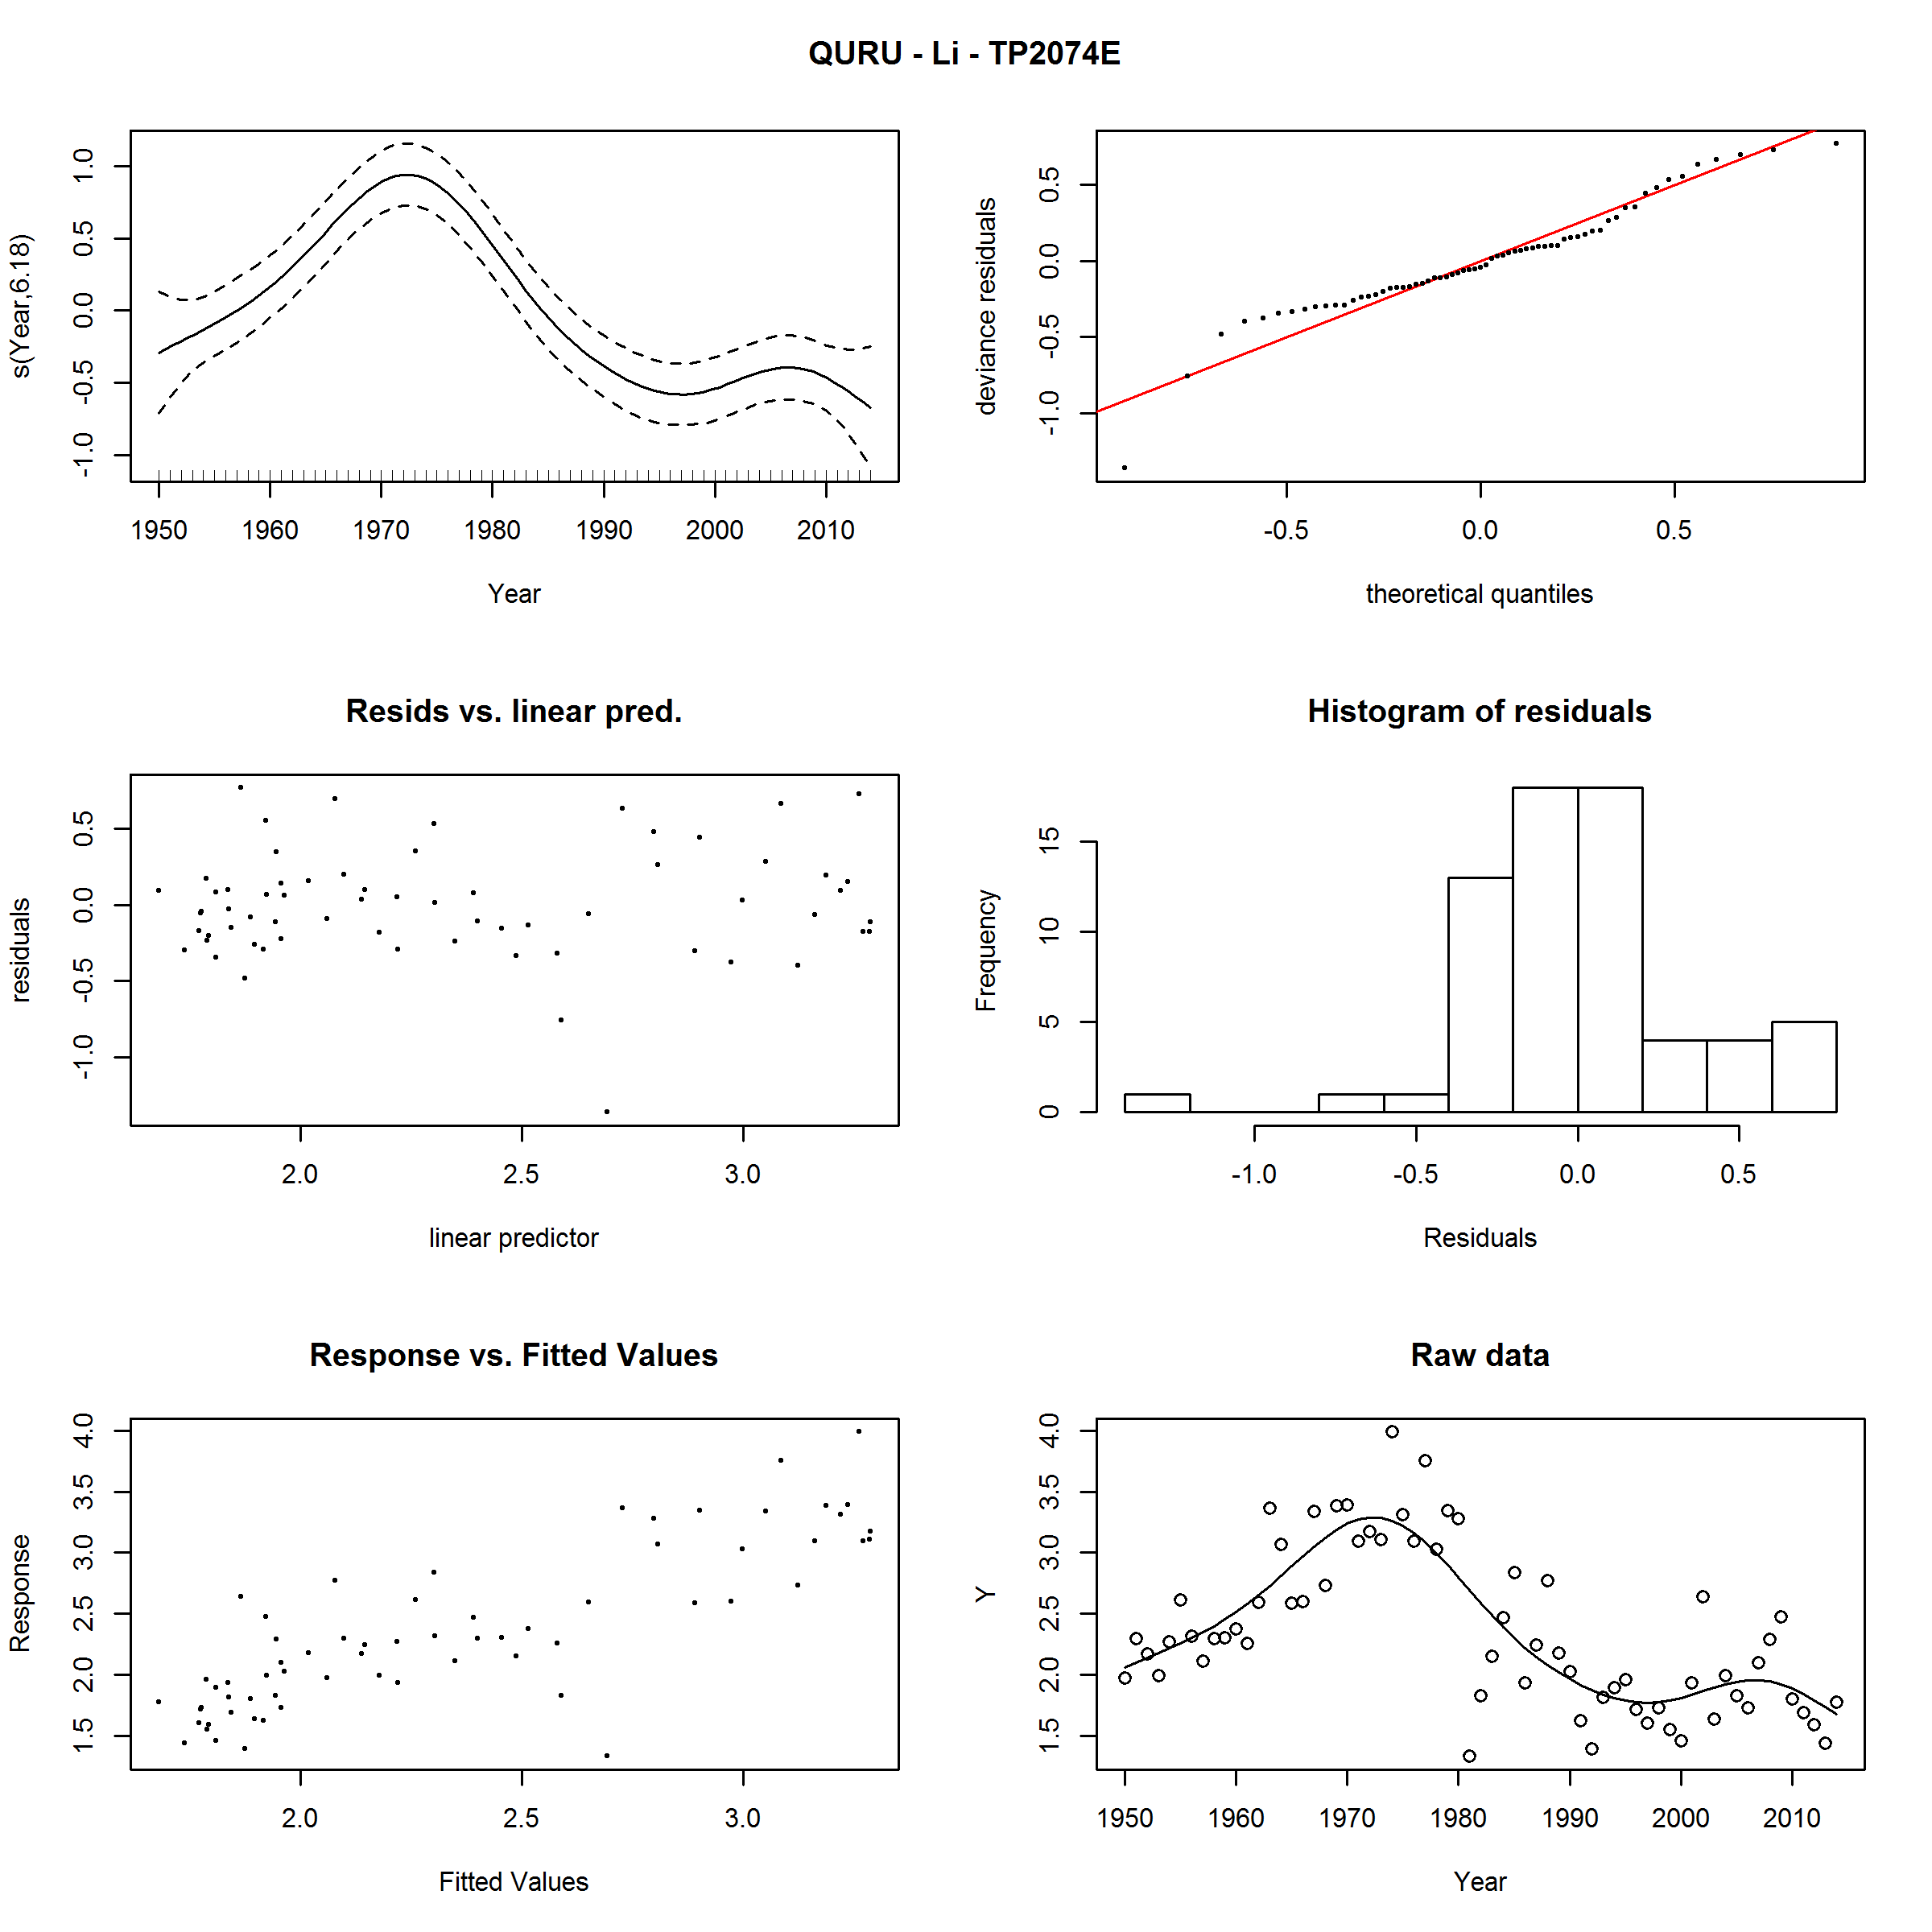 QURU - Li - TP2074E
s(Year,6.18)
1.0
0.5
0.0
-0.5
-1.0
1950 1960 1970 1980 1990 2000 2010
Year
deviance residuals
0.5
0.0
-0.5
-1.0
-0.5 0.0 0.5
theoretical quantiles
Resids vs. linear pred.
residuals
0.5
0.0
-0.5
-1.0
2.0 2.5 3.0
linear predictor
Histogram of residuals
Frequency
15
10
5
0
-1.0 -0.5 0.0 0.5
Residuals
Response vs. Fitted Values
Response
4.0
3.5
3.0
2.5
2.0
1.5
2.0 2.5 3.0
Fitted Values
Raw data
Y
4.0
3.5
3.0
2.5
2.0
1.5
1950 1960 1970 1980 1990 2000 2010
Year